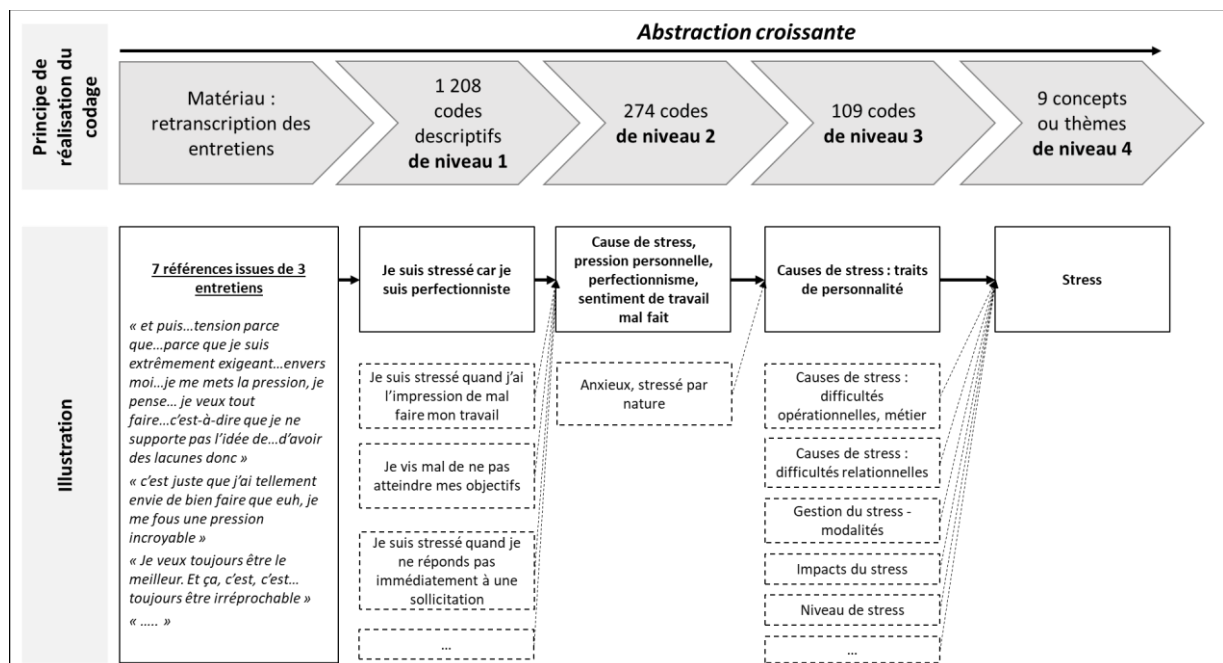 Abstraction croissante
Principe de
réalisation du
codage
Matériau :
retranscription des
entretiens
1 208
codes
descriptifs
de niveau 1
274 codes
de niveau 2
109 codes
de niveau 3
9 concepts
ou thèmes
de niveau 4
Illustration
7 références issues de 3
entretiens
« et puis…tension parce
que…parce que je suis
extrêmement exigeant…envers
moi…je me mets la pression, je
pense… je veux tout
faire…c’est-à-dire que je ne
supporte pas l’idée de…d’avoir
des lacunes donc »
« c’est juste que j’ai tellement
envie de bien faire que euh, je
me fous une pression
incroyable »
« Je veux toujours être le
meilleur. Et ça, c’est, c’est…
toujours être irréprochable »
« ….. »
Je suis stressé car je
suis perfectionniste
Je suis stressé quand j’ai
l’impression de mal
faire mon travail
Je vis mal de ne pas
atteindre mes objectifs
Je suis stressé quand je
ne réponds pas
immédiatement à une
sollicitation
…
Cause de stress,
pression personnelle,
perfectionnisme,
sentiment de travail
mal fait
Anxieux, stressé par
nature
Causes de stress : traits
de personnalité
Causes de stress :
difficultés
opérationnelles, métier
Causes de stress :
difficultés relationnelles
Gestion du stress -
modalités
Impacts du stress
Niveau de stress
…
Stress